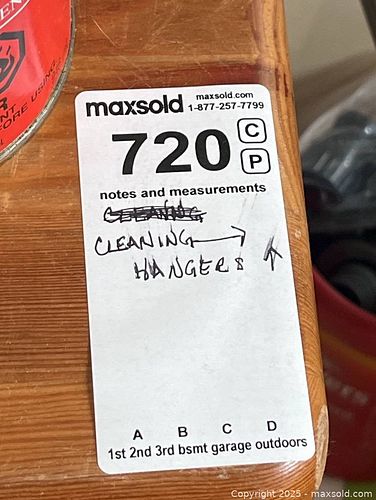 maxsold maxsold.com
1-877-257-7799
720 C
P
notes and measurements
CLEANING
CLEANING →
HANGERS ↑
A B C D
1st 2nd 3rd bsmt garage outdoors
Copyright © 2025 - maxsold.com